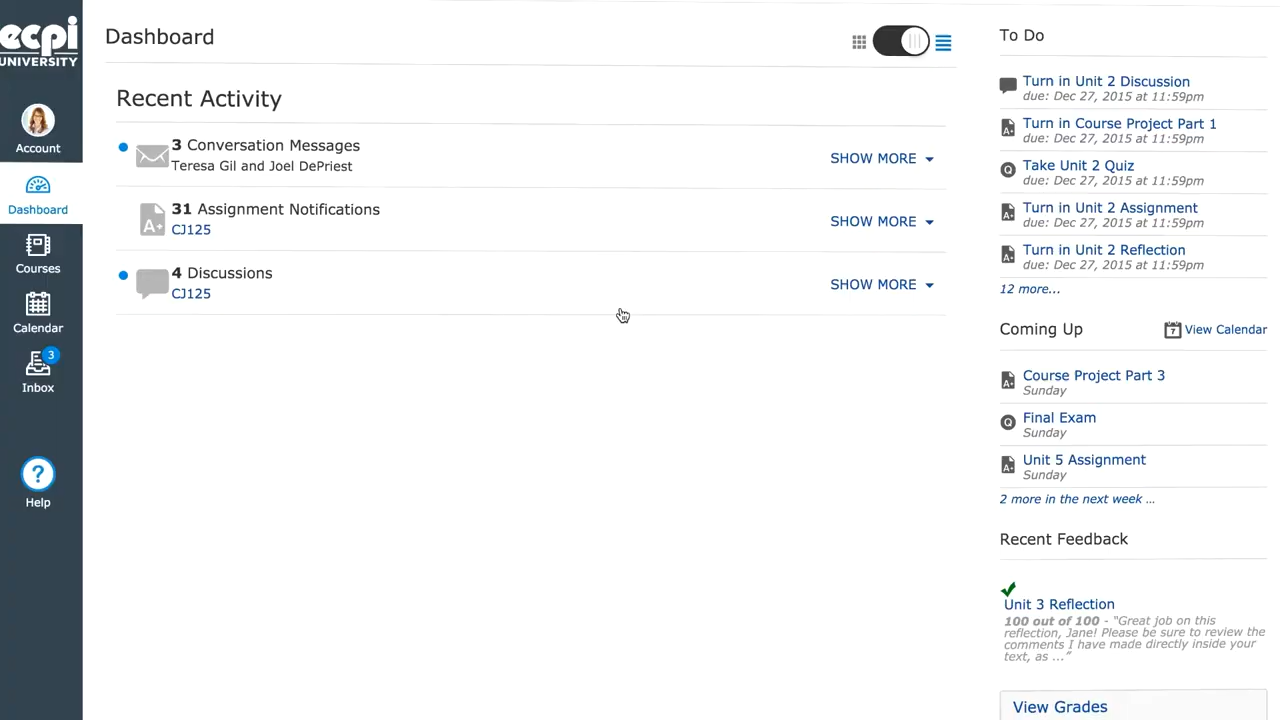 ecpi
UNIVERSITY
Account
Dashboard
Courses
Calendar
3
Inbox
?
Help
Dashboard
Recent Activity
3 Conversation Messages
Teresa Gil and Joel DePriest
SHOW MORE
31 Assignment Notifications
CJ125
SHOW MORE
4 Discussions
CJ125
SHOW MORE
To Do
Turn in Unit 2 Discussion
due: Dec 27, 2015 at 11:59pm
A+ Turn in Course Project Part 1
due: Dec 27, 2015 at 11:59pm
Q Take Unit 2 Quiz
due: Dec 27, 2015 at 11:59pm
A+ Turn in Unit 2 Assignment
due: Dec 27, 2015 at 11:59pm
A+ Turn in Unit 2 Reflection
due: Dec 27, 2015 at 11:59pm
12 more...
Coming Up
7 View Calendar
A+ Course Project Part 3
Sunday
Q Final Exam
Sunday
A+ Unit 5 Assignment
Sunday
2 more in the next week ...
Recent Feedback
Unit 3 Reflection
100 out of 100 - “Great job on this
reflection, Jane! Please be sure to review the
comments I have made directly inside your
text, as ...”
View Grades